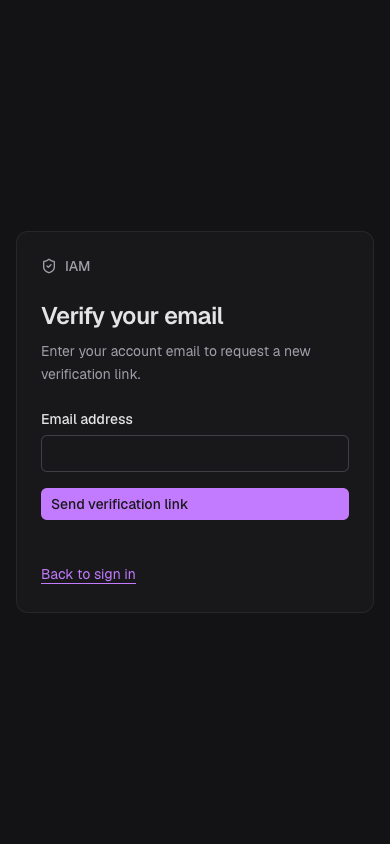 IAM
Verify your email
Enter your account email to request a new
verification link.
Email address
Send verification link
Back to sign in